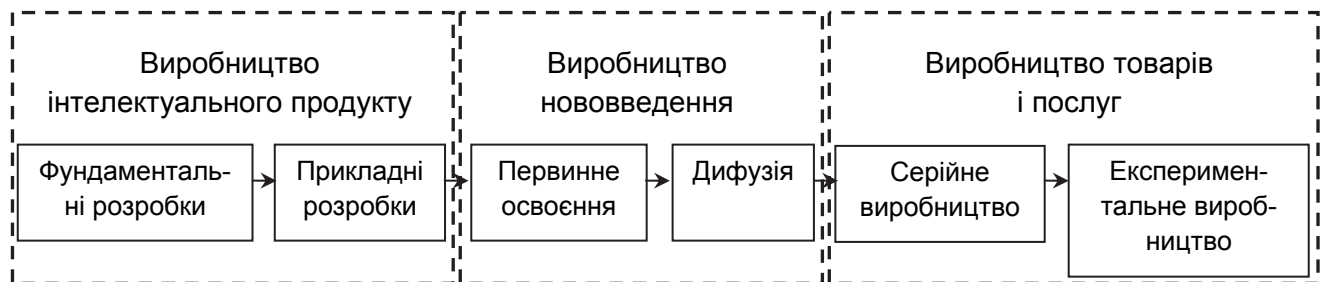 Виробництво
інтелектуального продукту
Виробництво
нововведення
Виробництво товарів
і послуг
Фундаменталь-
ні розробки
Прикладні
розробки
Первинне
освоєння
Дифузія
Серійне
виробництво
Експеримен-
тальне вироб-
ництво